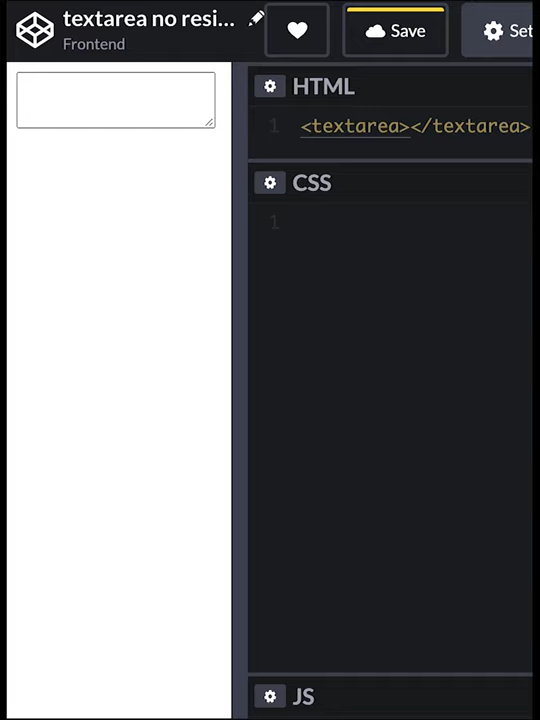 textarea no resi...
Frontend
Save
Set
HTML
1 <textarea></textarea>
CSS
1
JS